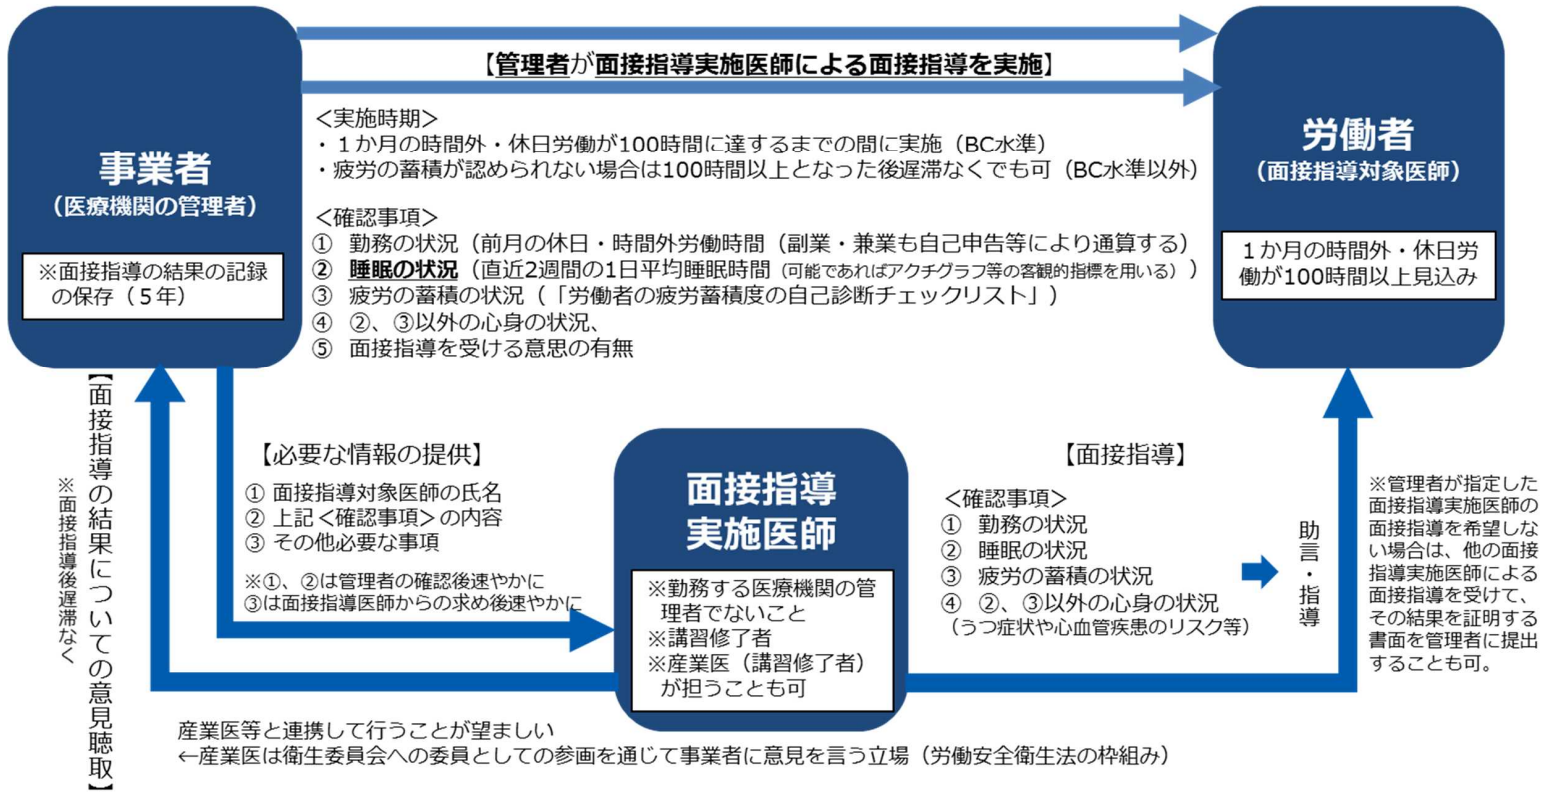 事業者
（医療機関の管理者）
※面接指導の結果の記録
の保存（５年）
【管理者が面接指導実施医師による面接指導を実施】
＜実施時期＞
・１か月の時間外・休日労働が100時間に達するまでの間に実施（BC水準）
・疲労の蓄積が認められない場合は100時間以上となった後遅滞なくでも可（BC水準以外）
＜確認事項＞
① 勤務の状況（前月の休日・時間外労働時間（副業・兼業も自己申告等により通算する）
② 睡眠の状況（直近2週間の1日平均睡眠時間（可能であればアクチグラフ等の客観的指標を用いる））
③ 疲労の蓄積の状況（「労働者の疲労蓄積度の自己診断チェックリスト」）
④ ②、③以外の心身の状況、
⑤ 面接指導を受ける意思の有無
労働者
（面接指導対象医師）
１か月の時間外・休日労
働が100時間以上見込み
【面接指導の結果についての意見聴取】
※面接指導後遅滞なく
【必要な情報の提供】
① 面接指導対象医師の氏名
② 上記＜確認事項＞の内容
③ その他必要な事項
※①、②は管理者の確認後速やかに
③は面接指導医師からの求め後速やかに
面接指導
実施医師
※勤務する医療機関の管
理者でないこと
※講習修了者
※産業医（講習修了者）
が担うことも可
【面接指導】
＜確認事項＞
① 勤務の状況
② 睡眠の状況
③ 疲労の蓄積の状況
④ ②、③以外の心身の状況
（うつ症状や心血管疾患のリスク等）
助言・指導
※管理者が指定した
面接指導実施医師の
面接指導を希望しな
い場合は、他の面接
指導実施医師による
面接指導を受けて、
その結果を証明する
書面を管理者に提出
することも可。
産業医等と連携して行うことが望ましい
←産業医は衛生委員会への委員としての参画を通じて事業者に意見を言う立場（労働安全衛生法の枠組み）